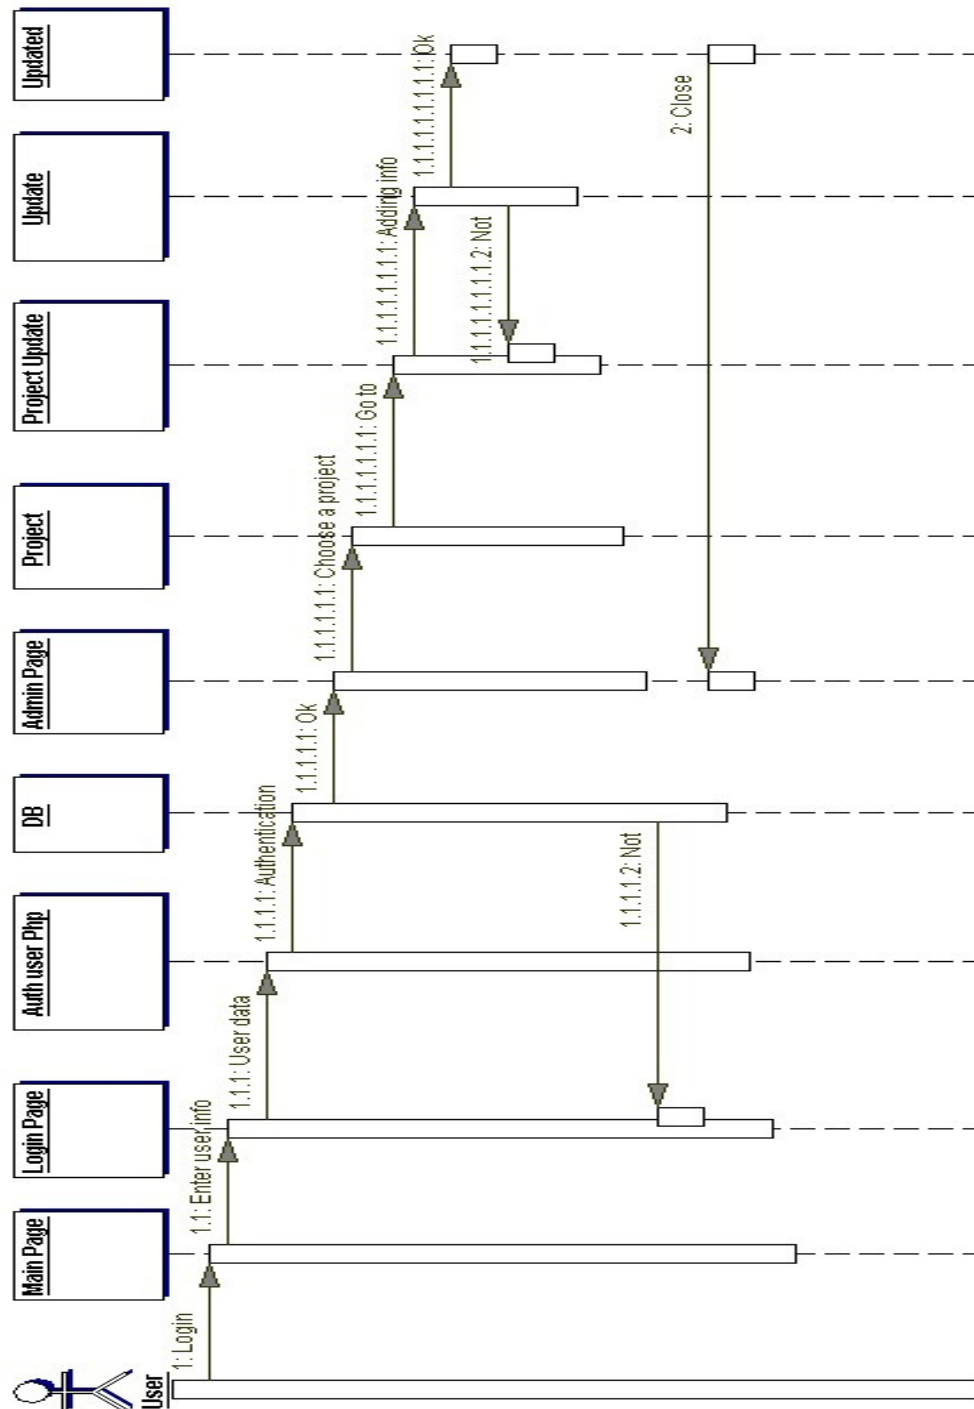 User
Main Page
Login Page
Auth user Php
DB
Admin Page
Project
Project Update
Update
Updated
1: Login
1.1: Enter user info
1.1.1: User data
1.1.1.1: Authentication
1.1.1.1.1: Ok
1.1.1.1.1.1: Choose a project
1.1.1.1.1.1.1: Go to
1.1.1.1.1.1.1.1: Adding info
1.1.1.1.1.1.1.1.1: Ok
1.1.1.1.1.1.1.1.2: Not
1.1.1.1.2: Not
2: Close